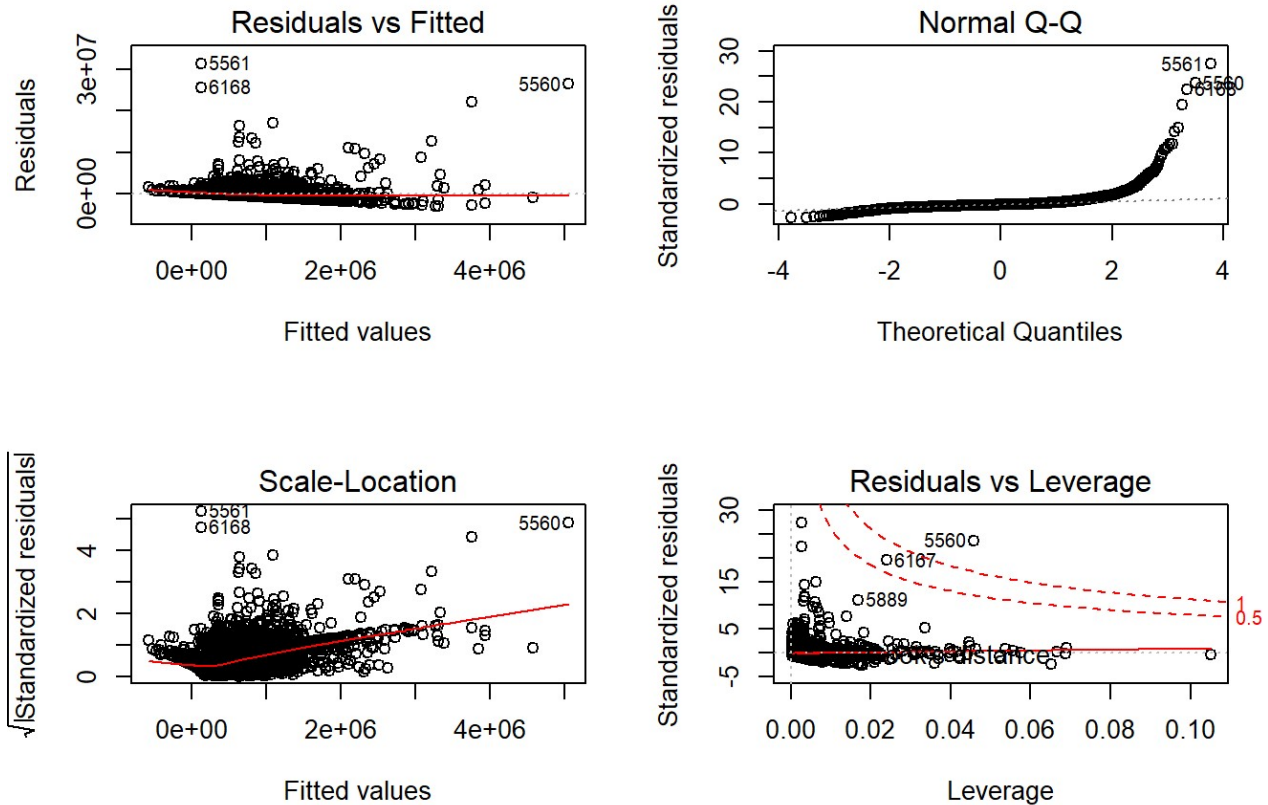 Residuals vs Fitted
Residuals
0e+00 3e+07
5561
6168
5560
0e+00 2e+06 4e+06
Fitted values
Normal Q-Q
Standardized residuals
0 10 20 30
5561
5560
6168
-4 -2 0 2 4
Theoretical Quantiles
Scale-Location
√|Standardized residuals|
0 2 4
5561
6168
5560
0e+00 2e+06 4e+06
Fitted values
Residuals vs Leverage
Standardized residuals
-5 5 15 30
5560
6167
5889
1
0.5
distance
0.00 0.02 0.04 0.06 0.08 0.10
Leverage